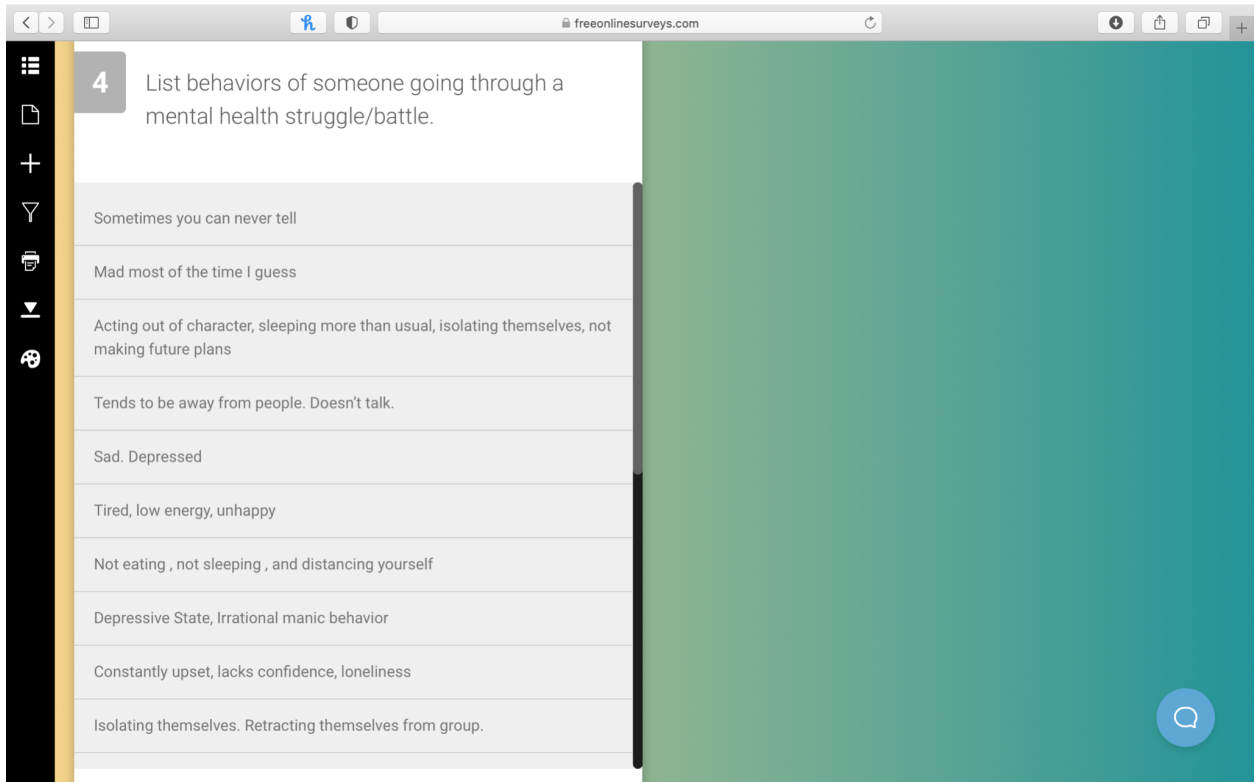 freeonlinesurveys.com
4
List behaviors of someone going through a
mental health struggle/battle.
Sometimes you can never tell
Mad most of the time I guess
Acting out of character, sleeping more than usual, isolating themselves, not
making future plans
Tends to be away from people. Doesn't talk.
Sad. Depressed
Tired, low energy, unhappy
Not eating , not sleeping , and distancing yourself
Depressive State, Irrational manic behavior
Constantly upset, lacks confidence, loneliness
Isolating themselves. Retracting themselves from group.